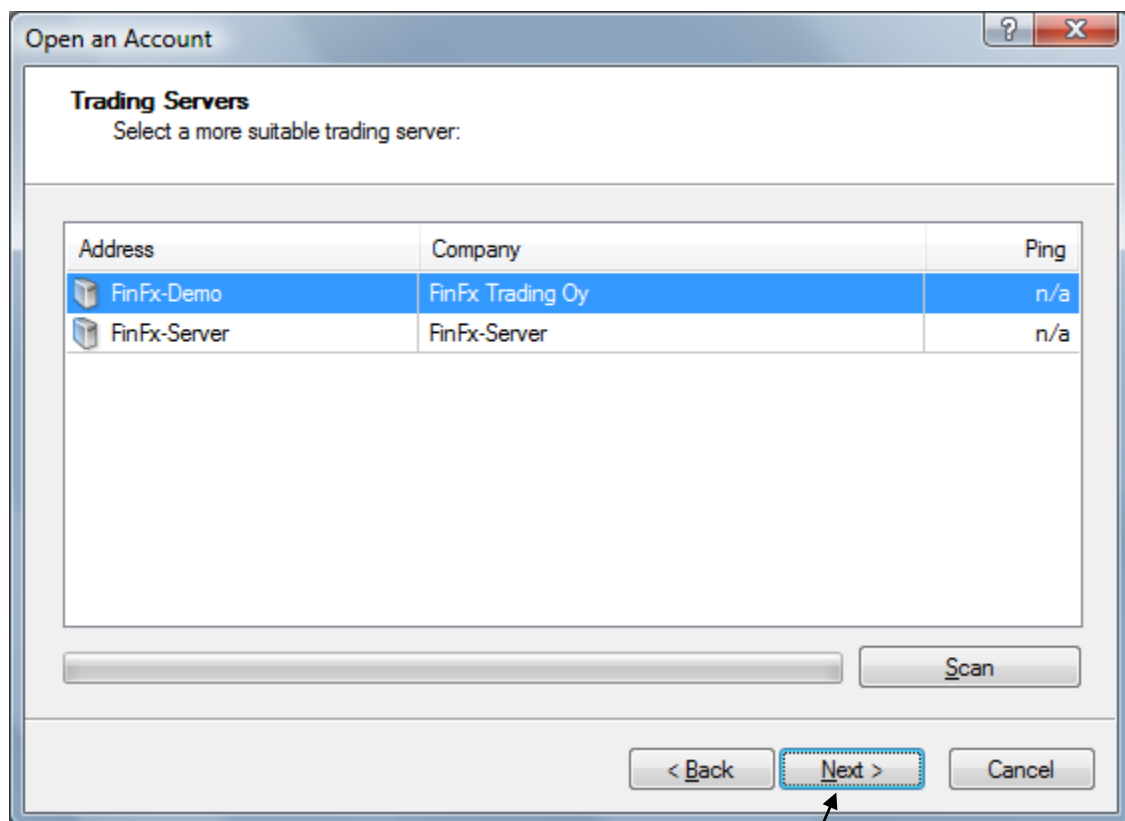 Open an Account
Trading Servers
Select a more suitable trading server:
Address Company Ping
FinFx-Demo FinFx Trading Oy n/a
FinFx-Server FinFx-Server n/a
Scan
< Back Next > Cancel